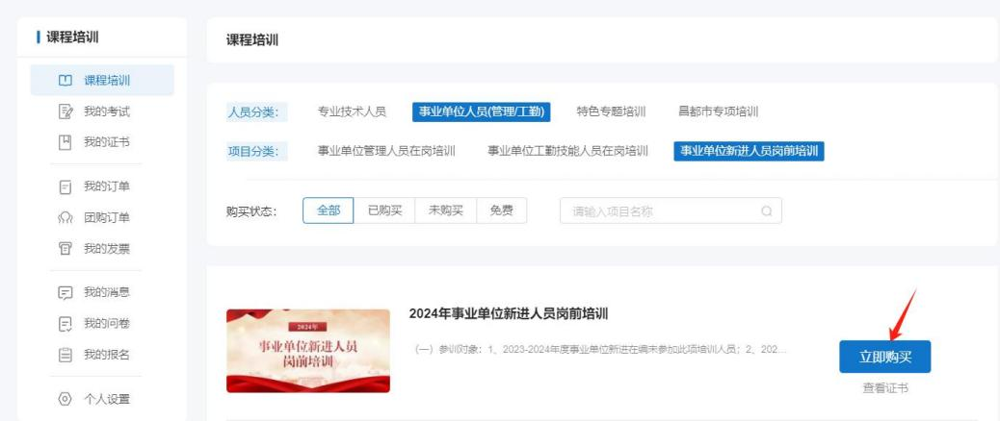 课程培训
课程培训
我的考试
我的证书
我的订单
团购订单
我的发票
我的消息
我的问卷
我的报名
个人设置
课程培训
人员分类： 专业技术人员 事业单位人员(管理/工勤) 特色专题培训 昌都市专项培训
项目分类： 事业单位管理人员在岗培训 事业单位工勤技能人员在岗培训 事业单位新进人员岗前培训
购买状态： 全部 已购买 未购买 免费 请输入项目名称
2024年
事业单位新进人员
岗前培训
2024年事业单位新进人员岗前培训
（一）参训对象：1、2023-2024年度事业单位新进在编未参加此项培训人员；2、202...
立即购买
查看证书